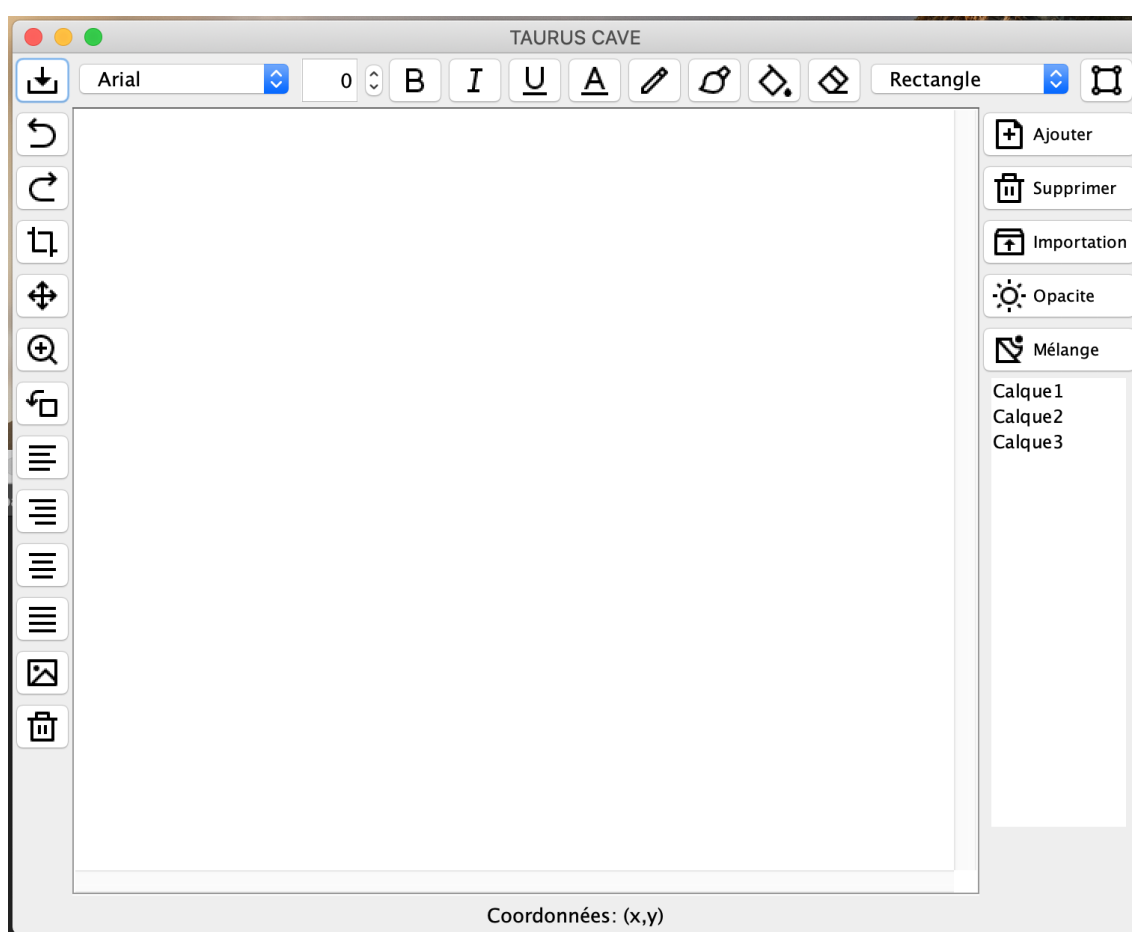 TAURUS CAVE
Arial
0
B
I
U
A
Rectangle
Ajouter
Supprimer
Importation
Opacite
Mélange
Calque1
Calque2
Calque3
Coordonnées: (x,y)